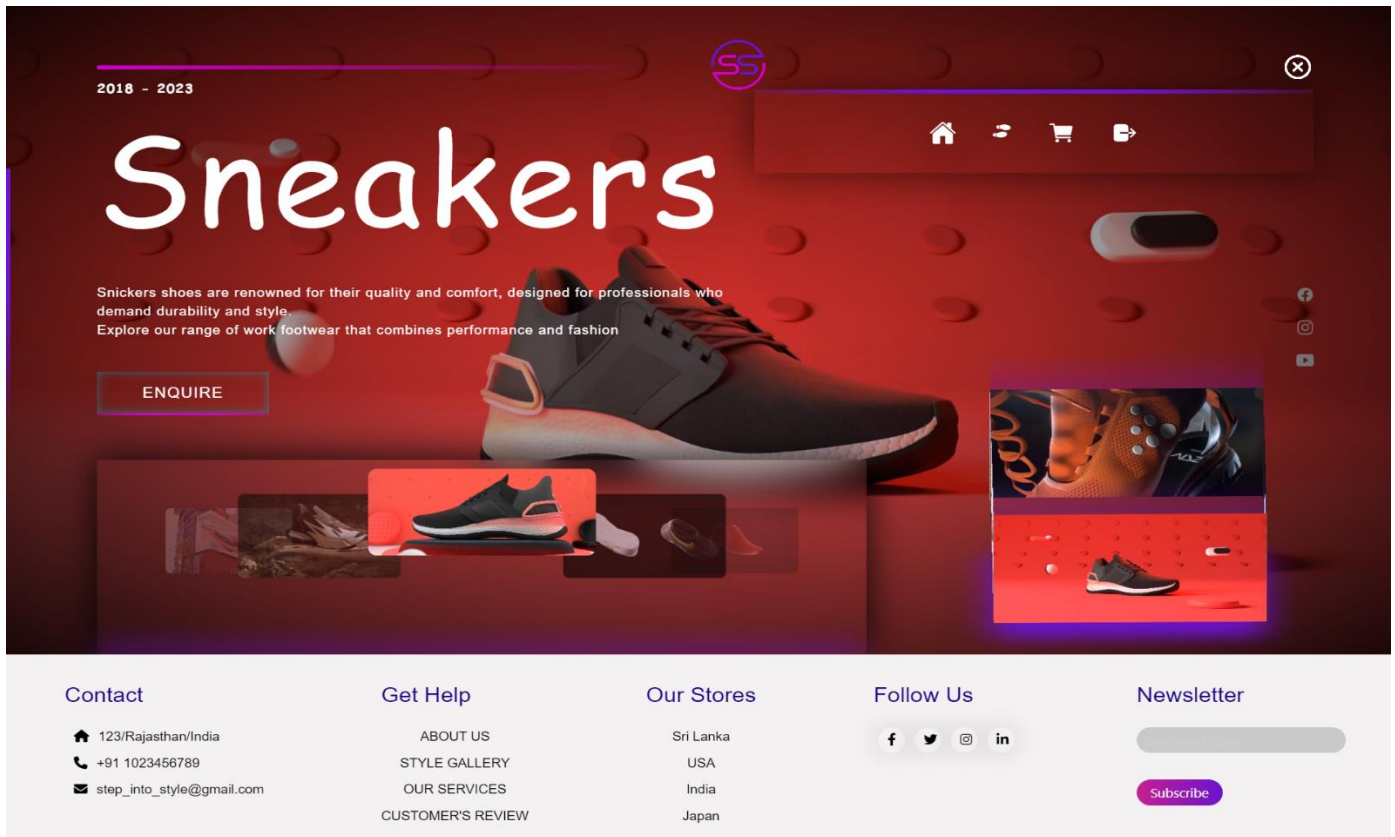 SS
2018 - 2023
Sneakers
Snickers shoes are renowned for their quality and comfort, designed for professionals who
demand durability and style.
Explore our range of work footwear that combines performance and fashion
ENQUIRE
Contact
123/Rajasthan/India
+91 1023456789
step_into_style@gmail.com
Get Help
ABOUT US
STYLE GALLERY
OUR SERVICES
CUSTOMER'S REVIEW
Our Stores
Sri Lanka
USA
India
Japan
Follow Us
Newsletter
Subscribe